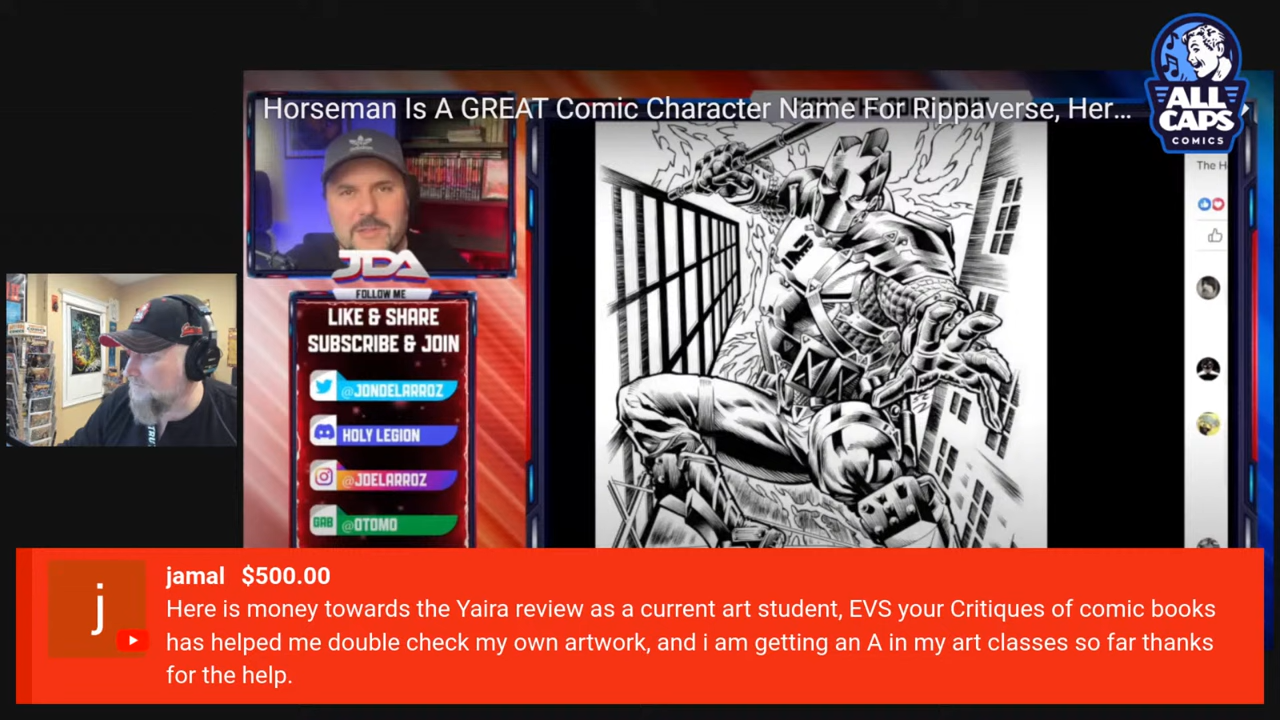 Horseman Is A GREAT Comic Character Name For Rippaverse, Her...
ALL
CAPS
COMICS
The H
JDA
FOLLOW ME
LIKE & SHARE
SUBSCRIBE & JOIN
@JONDELARROZ
HOLY LEGION
@JDELARROZ
GAB @OTOMO
j
jamal $500.00
Here is money towards the Yaira review as a current art student, EVS your Critiques of comic books
has helped me double check my own artwork, and i am getting an A in my art classes so far thanks
for the help.